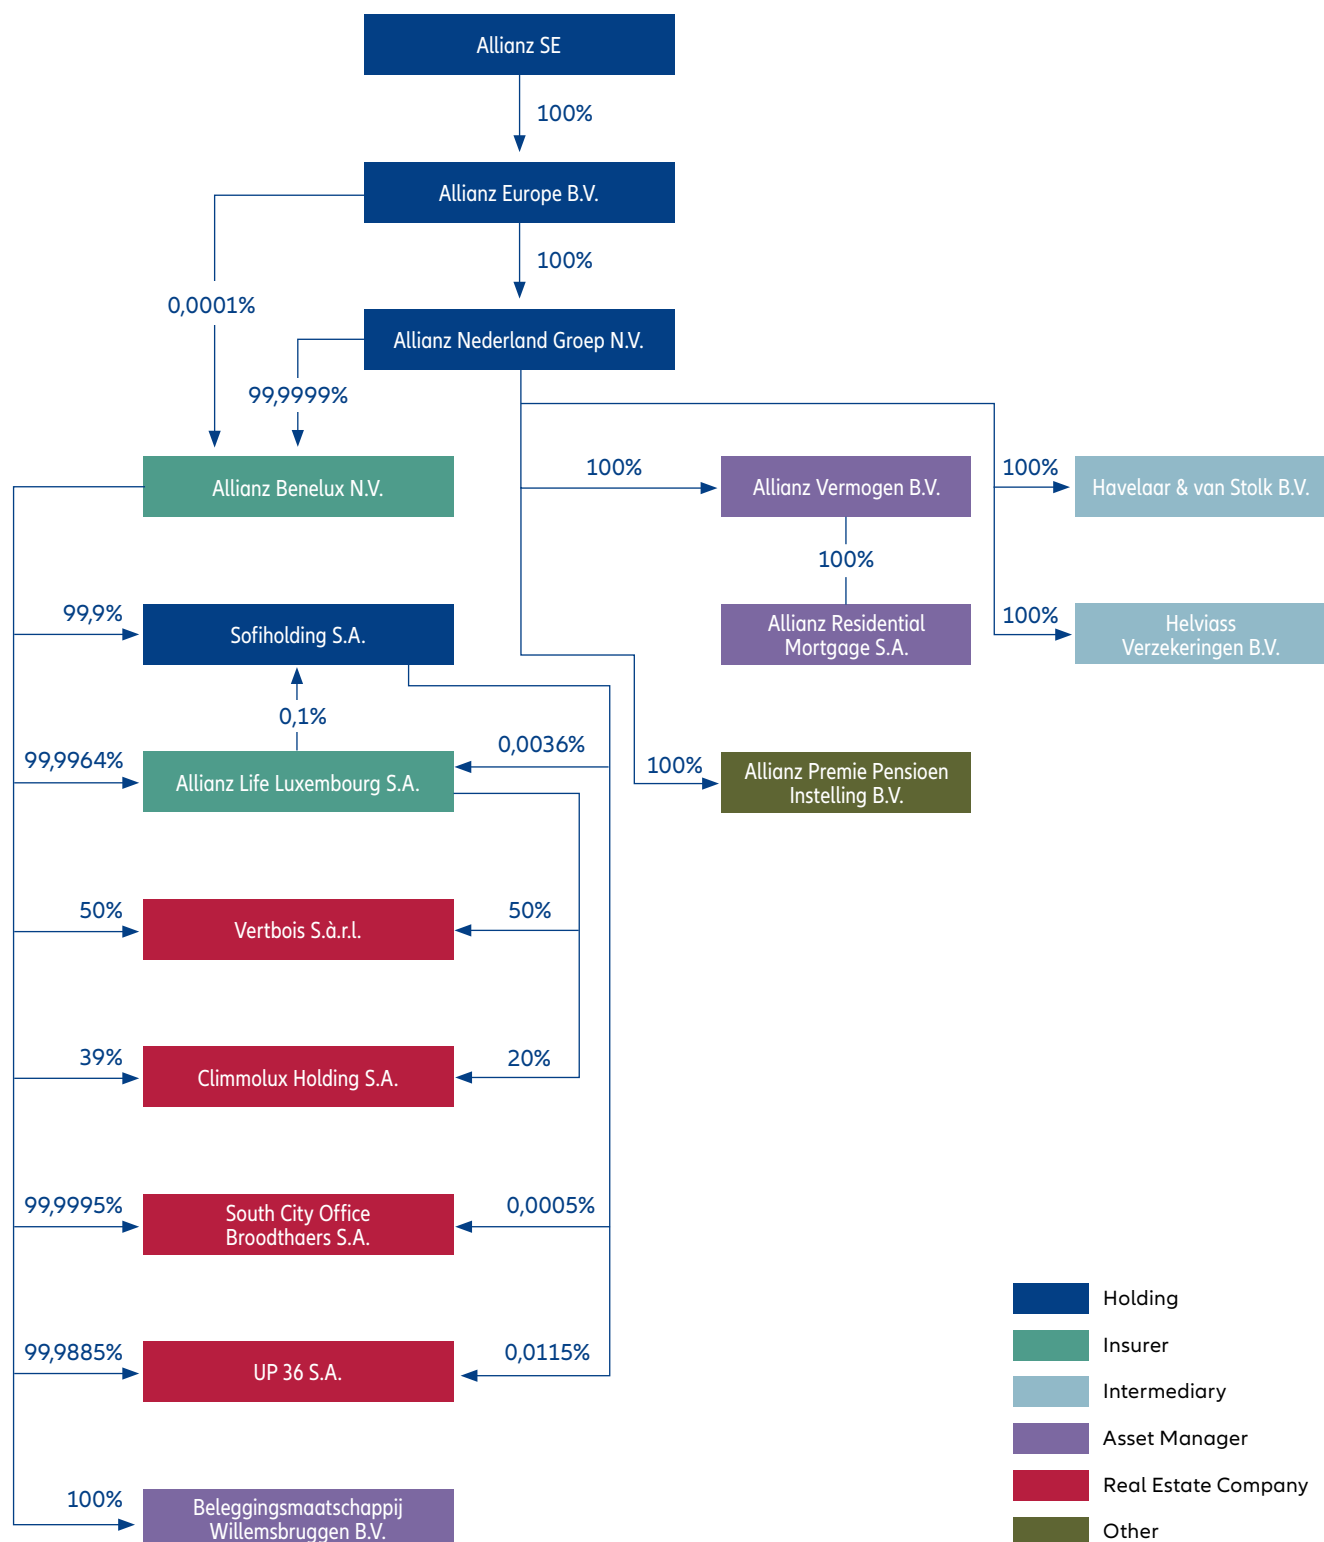 Allianz SE
100%
Allianz Europe B.V.
100%
0,0001%
Allianz Nederland Groep N.V.
99,9999%
Allianz Benelux N.V.
100%
Allianz Vermogen B.V.
100%
Havelaar & van Stolk B.V.
100%
99,9%
Sofiholding S.A.
Allianz Residential
Mortgage S.A.
100%
Helviass
Verzekeringen B.V.
0,1%
99,9964%
Allianz Life Luxembourg S.A.
0,0036%
100%
Allianz Premie Pensioen
Instelling B.V.
50%
Vertbois S.à.r.l.
50%
39%
Climmolux Holding S.A.
20%
99,9995%
South City Office
Broodthaers S.A.
0,0005%
99,9885%
UP 36 S.A.
0,0115%
100%
Beleggingsmaatschappij
Willemsbruggen B.V.
Holding
Insurer
Intermediary
Asset Manager
Real Estate Company
Other